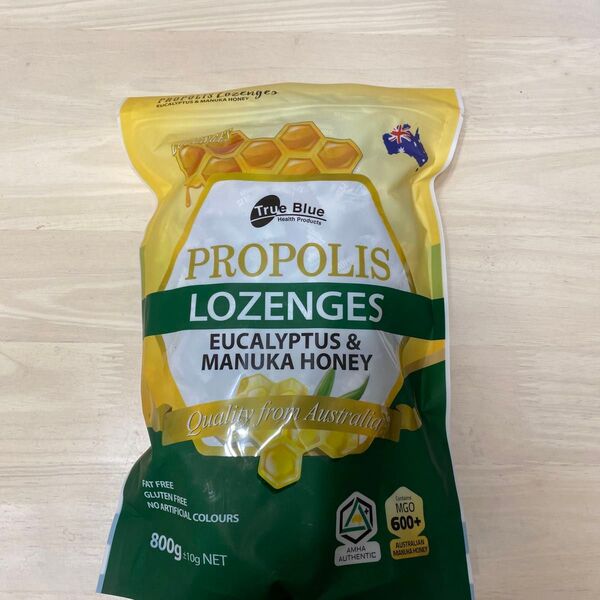 PROPOLIS Lozenges
EUCALYPTUS & MANUKA HONEY
True Blue
Health Products
PROPOLIS
LOZENGES
EUCALYPTUS &
MANUKA HONEY
Quality from Australia
FAT FREE
GLUTEN FREE
NO ARTIFICIAL COLOURS
800g ±10g NET
AMHA
AUTHENTIC
Contains
MGO
600+
AUSTRALIAN
MANUKA HONEY